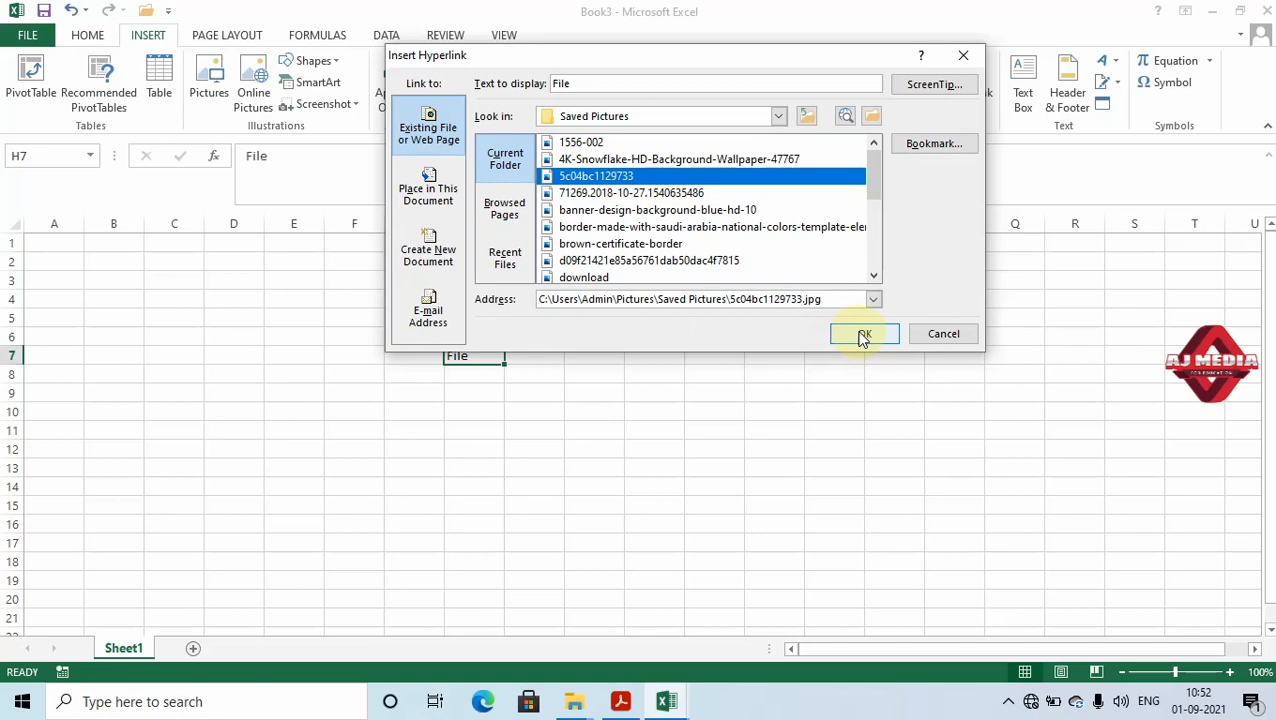 Book3 - Microsoft Excel
FILE HOME INSERT PAGE LAYOUT FORMULAS DATA REVIEW VIEW
PivotTable Recommended PivotTables Table
Tables
Pictures Online Pictures Shapes SmartArt Screenshot
Illustrations
Text Box Header & Footer
Text
Equation
Symbol
Symbols
Insert Hyperlink
Link to:
Text to display: File
ScreenTip...
Existing File or Web Page
Place in This Document
Create New Document
E-mail Address
Look in: Saved Pictures
Bookmark...
Current Folder
Browsed Pages
Recent Files
1556-002
4K-Snowflake-HD-Background-Wallpaper-47767
5c04bc1129733
71269.2018-10-27.1540635486
banner-design-background-blue-hd-10
border-made-with-saudi-arabia-national-colors-template-ele
brown-certificate-border
d09f21421e85a56761dab50dac4f7815
download
Address: C:\Users\Admin\Pictures\Saved Pictures\5c04bc1129733.jpg
OK Cancel
H7 fx File
A B C D E F Q R S T U
1
2
3
4
5
6
7 File
8
9
10
11
12
13
14
15
16
17
18
19
20
21
AJ MEDIA
FOR EDUCATION
Sheet1
READY 100%
Type here to search
ENG
10:52
01-09-2021
1